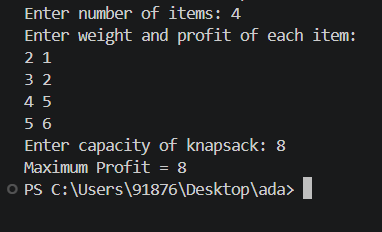 Enter number of items: 4
Enter weight and profit of each item:
2 1
3 2
4 5
5 6
Enter capacity of knapsack: 8
Maximum Profit = 8
PS C:\Users\91876\Desktop\ada>